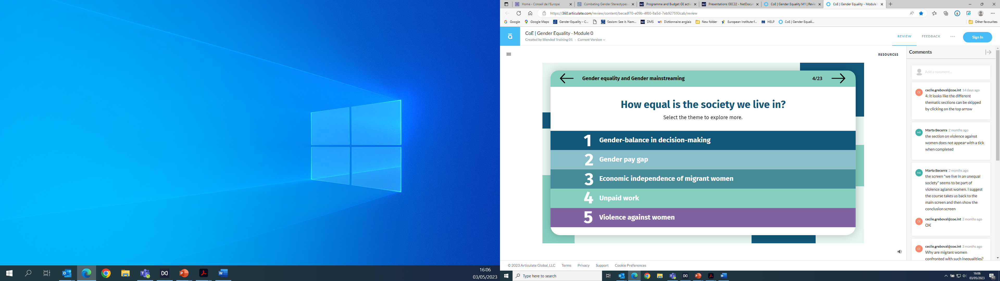 16:06
03/05/2023
Home - Conseil de l'Europe
Combating Gender Stereotypes
Programme and Budget GE activ
Presentations GEC22 - NetDocum
CoE | Gender Equality M1 | Revie
CoE | Gender Equality - Module
https://360.articulate.com/review/content/becadf70-e09b-4f80-8a5d-7eb927593cab/review
Google
Google Maps
Gender Equality - C...
Sexism: See it. Nam...
DMS
Dictionnaire anglais
New folder
European Institute f...
HELP
CoE | Gender Equali...
Other favourites
CoE | Gender Equality - Module 0
Created by Blended Training 01 · Current Version
REVIEW
FEEDBACK
Sign In
RESOURCES
Gender equality and Gender mainstreaming
4/23
How equal is the society we live in?
Select the theme to explore more.
1 Gender-balance in decision-making
2 Gender pay gap
3 Economic independence of migrant women
4 Unpaid work
5 Violence against women
Comments
Add a comment...
CE
cecile.greboval@coe.int 14 days ago
4: It looks like the different
thematic sections can be skipped
by clicking on the top arrow
MB
Marta Becerra 2 months ago
the section on violence against
women does not appear with a tick
when completed
MB
Marta Becerra 2 months ago
the screen "we live in an unequal
society" seems to be part of
violence agianst women. I suggest
the course takes us back to the
main screen and then show the
conclusion screen
CE
cecile.greboval@coe.int 2 months ago
OK
CE
cecile.greboval@coe.int 3 months ago
Why are migrant women
confronted with such inequalities?
© 2023 Articulate Global, LLC
Terms
Privacy
Support
Cookie Preferences
Type here to search
16:06
03/05/2023
41